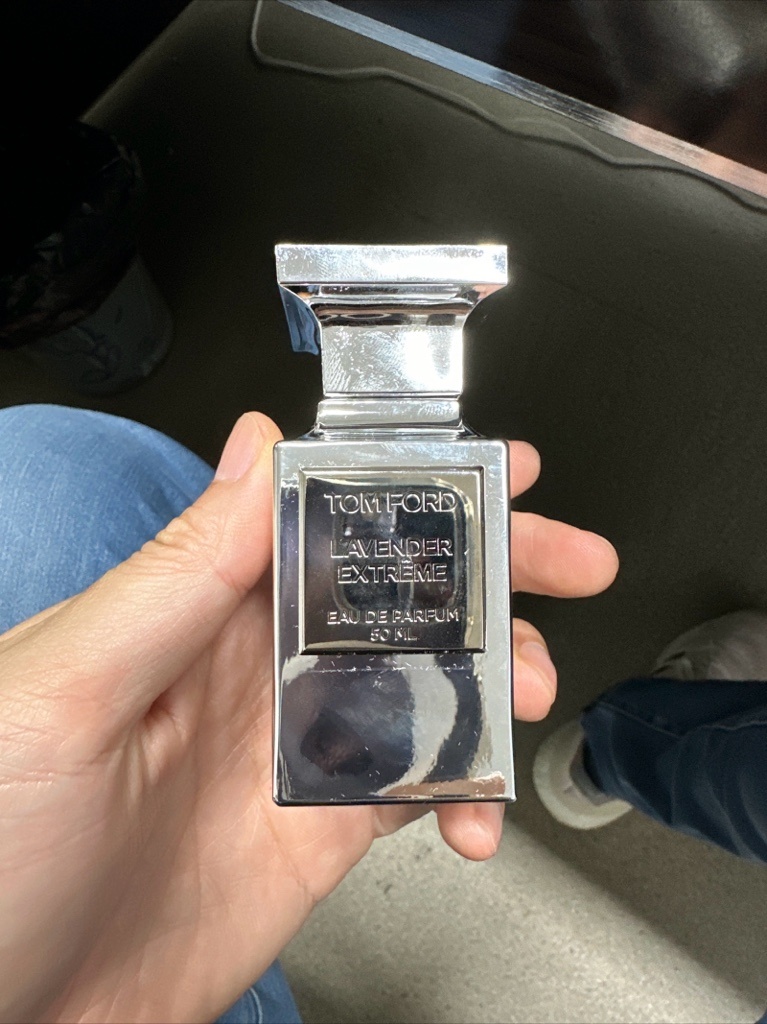 TOM FORD
LAVENDER
EXTRÊME
EAU DE PARFUM
50 ML